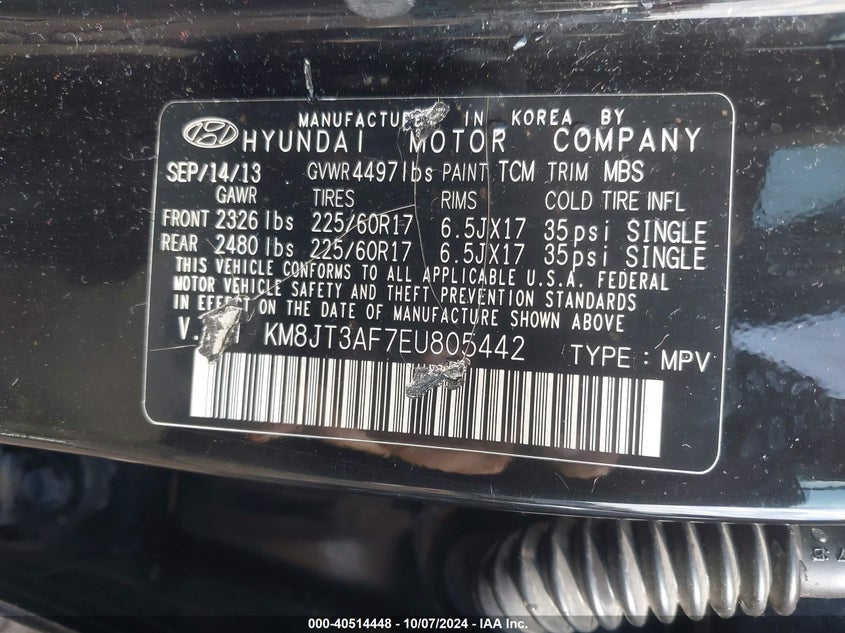 MANUFACTURE IN KOREA BY
HYUNDAI MOTOR COMPANY
SEP/14/13 GVWR 4497lbs PAINT TCM TRIM MBS
GAWR TIRES RIMS COLD TIRE INFL
FRONT 2326 lbs 225/60R17 6.5JX17 35psi SINGLE
REAR 2480 lbs 225/60R17 6.5JX17 35psi SINGLE
THIS VEHICLE CONFORMS TO ALL APPLICABLE U.S.A. FEDERAL
MOTOR VEHICLE SAFETY AND THEFT PREVENTION STANDARDS
IN EFFECT ON THE DATE OF MANUFACTURE SHOWN ABOVE
V. KM8JT3AF7EU805442 TYPE : MPV
000-40514448 - 10/07/2024 - IAA Inc.